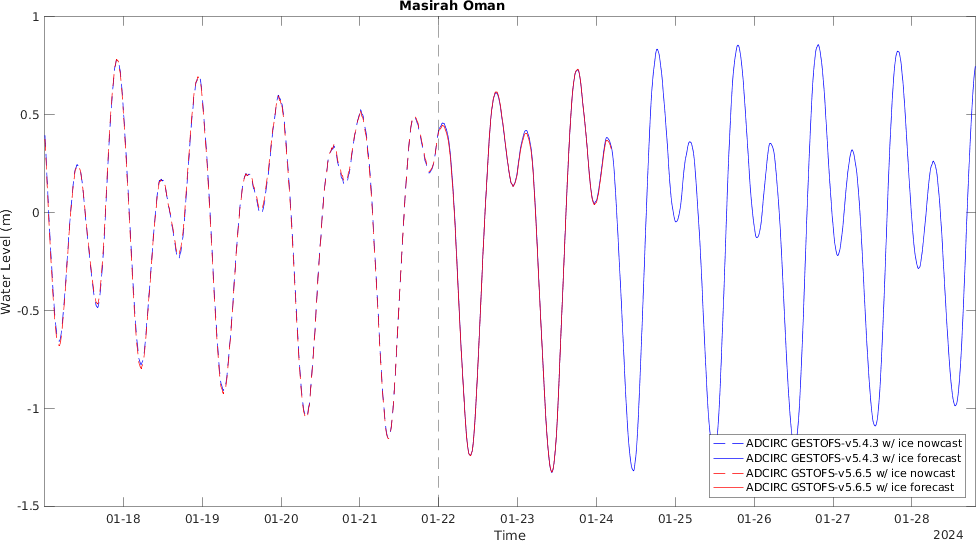 Masirah Oman
1
0.5
0
-0.5
-1
-1.5
Water Level (m)
01-18 01-19 01-20 01-21 01-22 01-23 01-24 01-25 01-26 01-27 01-28
Time
2024
ADCIRC GESTOFS-v5.4.3 w/ ice nowcast
ADCIRC GESTOFS-v5.4.3 w/ ice forecast
ADCIRC GSTOFS-v5.6.5 w/ ice nowcast
ADCIRC GSTOFS-v5.6.5 w/ ice forecast